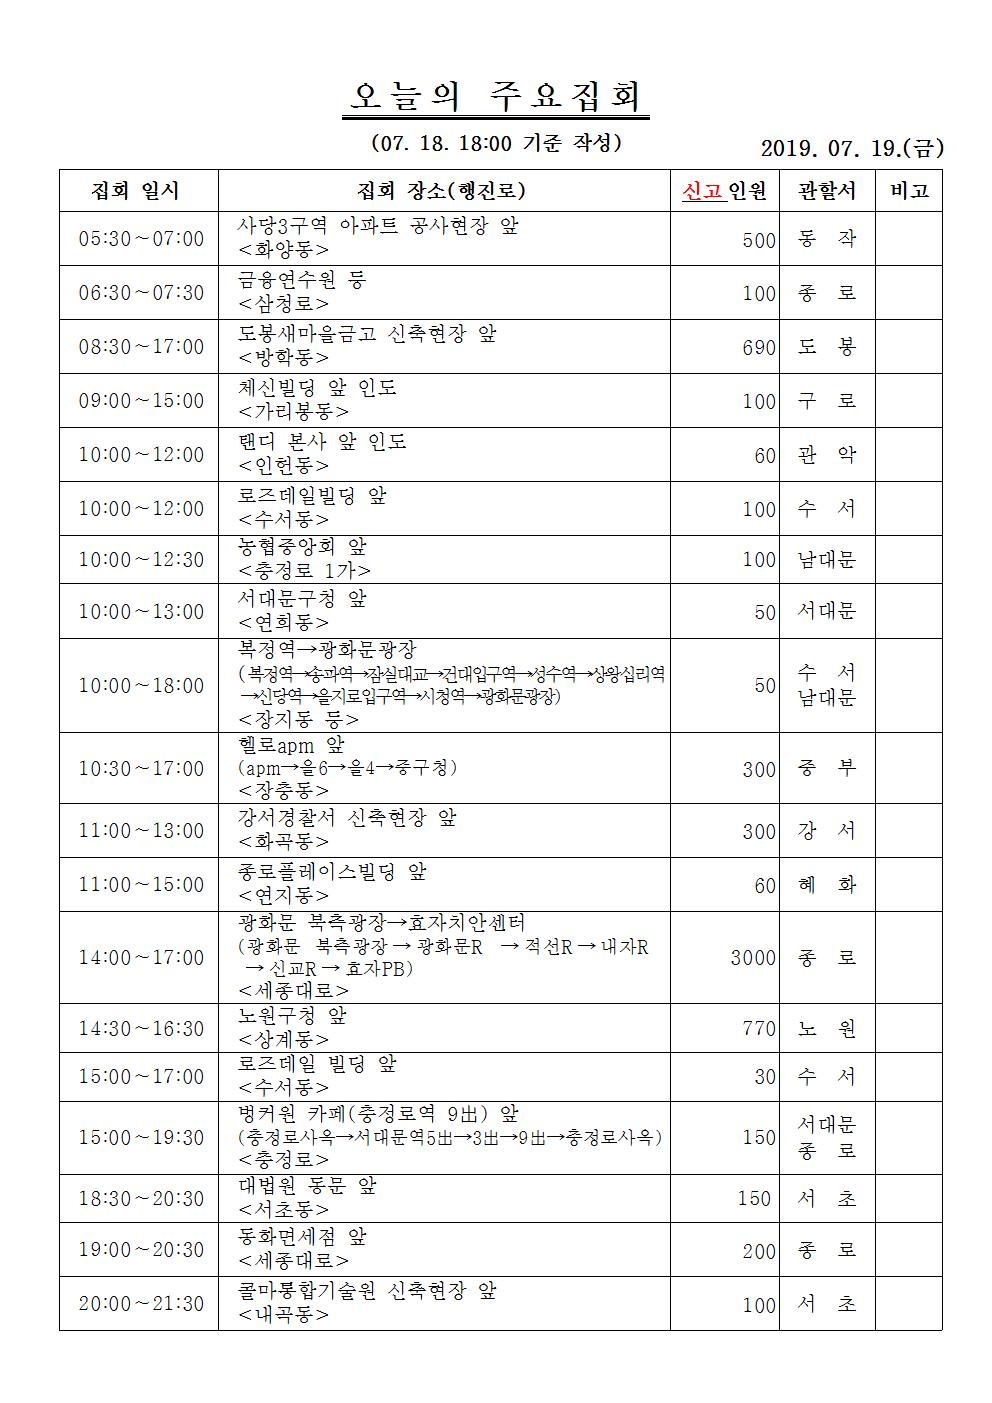 오늘의 주요집회
(07. 18. 18:00 기준 작성)
2019. 07. 19.(금)
집회 일시 집회 장소(행진로) 신고인원 관할서 비고
05:30~07:00 사당3구역 아파트 공사현장 앞 500 동 작
<화양동>
06:30~07:30 금융연수원 등 100 종 로
<삼청로>
08:30~17:00 도봉새마을금고 신축현장 앞 690 도 봉
<방학동>
09:00~15:00 체신빌딩 앞 인도 100 구 로
<가리봉동>
10:00~12:00 탠디 본사 앞 인도 60 관 악
<인헌동>
10:00~12:00 로즈데일빌딩 앞 100 수 서
<수서동>
10:00~12:30 농협중앙회 앞 100 남대문
<충정로 1가>
10:00~13:00 서대문구청 앞 50 서대문
<연희동>
10:00~18:00 복정역→광화문광장 50 수 서
(복정역→송파역→잠실대교→건대입구역→성수역→상왕십리역
→신당역→을지로입구역→시청역→광화문광장) 남대문
<장지동 등>
10:30~17:00 헬로apm 앞 300 중 부
(apm→을6→을4→중구청)
<장충동>
11:00~13:00 강서경찰서 신축현장 앞 300 강 서
<화곡동>
11:00~15:00 종로플레이스빌딩 앞 60 혜 화
<연지동>
14:00~17:00 광화문 북측광장→효자치안센터 3000 종 로
(광화문 북측광장 → 광화문R → 적선R → 내자R
→ 신교R → 효자PB)
<세종대로>
14:30~16:30 노원구청 앞 770 노 원
<상계동>
15:00~17:00 로즈데일 빌딩 앞 30 수 서
<수서동>
15:00~19:30 벙커원 카페(충정로역 9出) 앞 150 서대문
(충정로사옥→서대문역5出→3出→9出→충정로사옥) 종 로
<충정로>
18:30~20:30 대법원 동문 앞 150 서 초
<서초동>
19:00~20:30 동화면세점 앞 200 종 로
<세종대로>
20:00~21:30 콜마통합기술원 신축현장 앞 100 서 초
<내곡동>